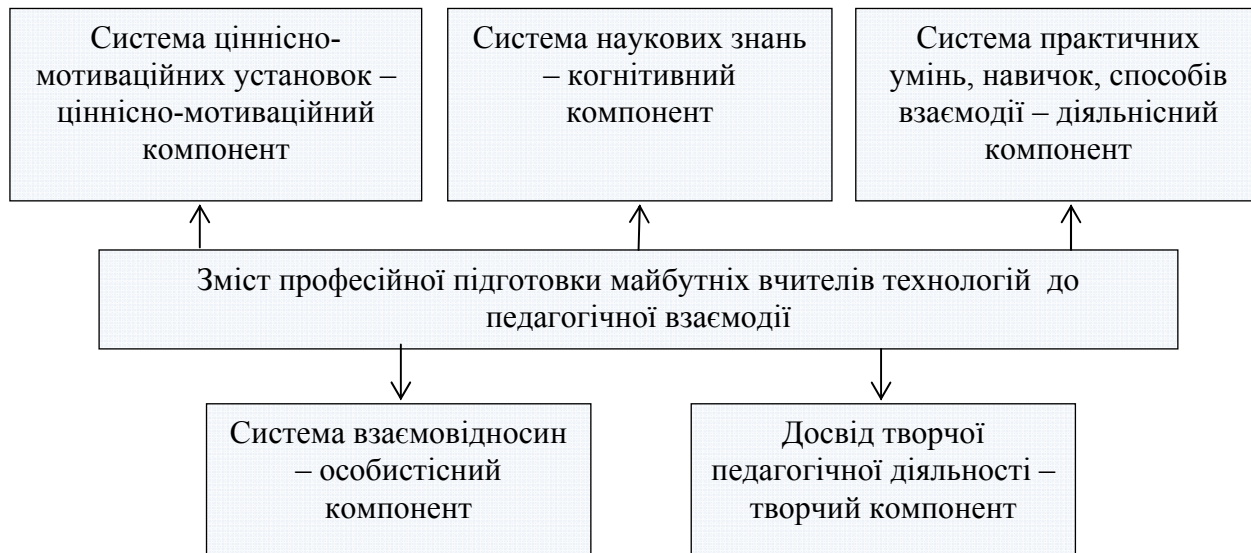 Система ціннісно-
мотиваційних установок –
ціннісно-мотиваційний
компонент
Система наукових знань
– когнітивний
компонент
Система практичних
умінь, навичок, способів
взаємодії – діяльнісний
компонент
Зміст професійної підготовки майбутніх вчителів технологій до
педагогічної взаємодії
Система взаємовідносин
– особистісний
компонент
Досвід творчої
педагогічної діяльності –
творчий компонент